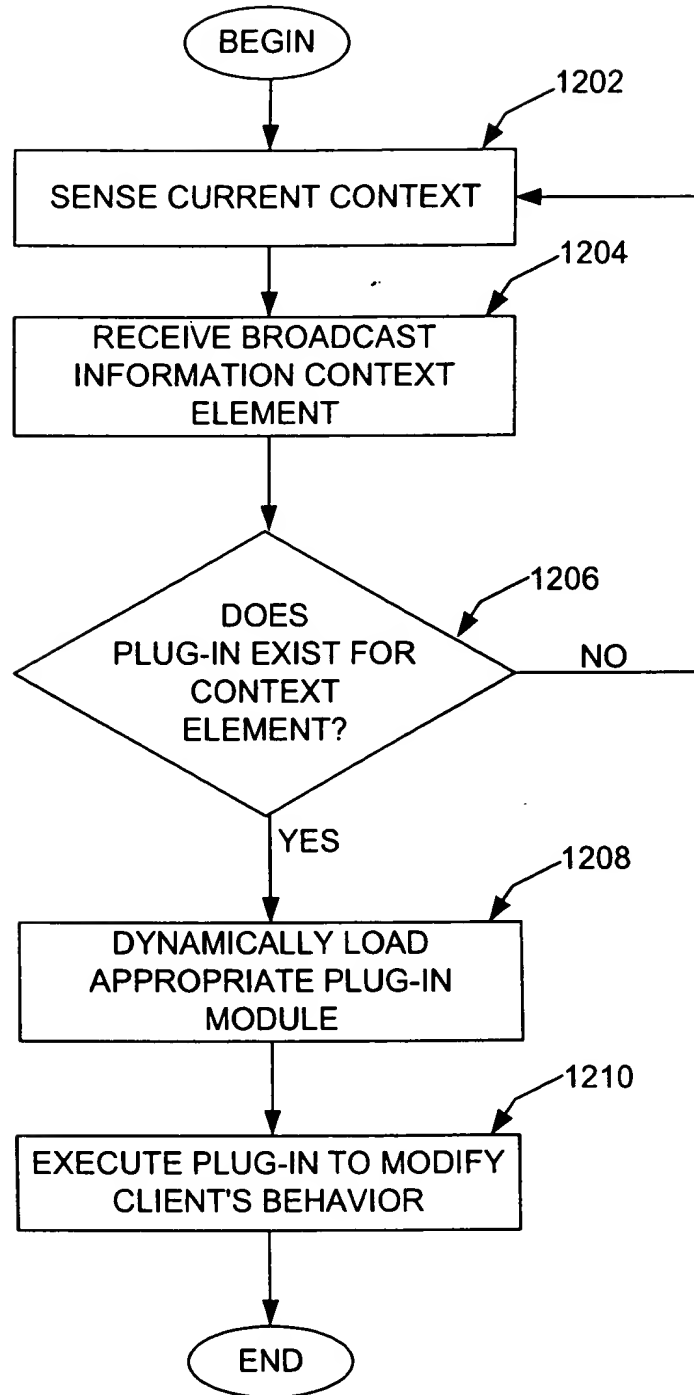 BEGIN
1202
SENSE CURRENT CONTEXT
1204
RECEIVE BROADCAST
INFORMATION CONTEXT
ELEMENT
1206
DOES
PLUG-IN EXIST FOR
CONTEXT
ELEMENT?
NO
YES
1208
DYNAMICALLY LOAD
APPROPRIATE PLUG-IN
MODULE
1210
EXECUTE PLUG-IN TO MODIFY
CLIENT'S BEHAVIOR
END